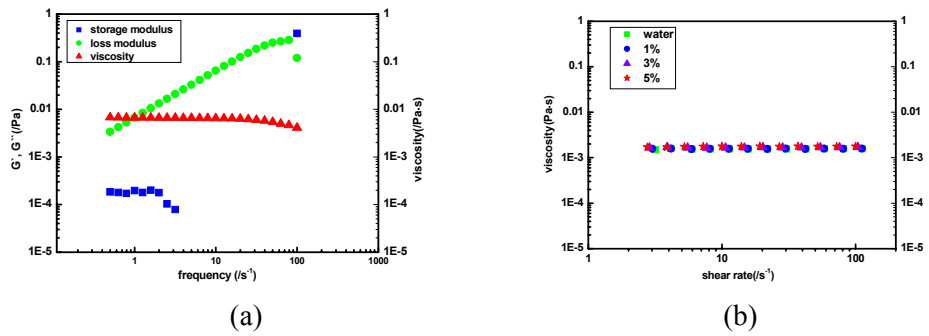 storage modulus
loss modulus
viscosity
1
0.1
0.01
1E-3
1E-4
1E-5
G`, G`` (/Pa)
1
0.1
0.01
1E-3
1E-4
1E-5
viscosity(/Pa·s)
1
10
100
1000
frequency (/s-1)
(a)
water
1%
3%
5%
1
0.1
0.01
1E-3
1E-4
1E-5
viscosity(Pa·s)
1
0.1
0.01
1E-3
1E-4
1E-5
viscosity(/Pa·s)
1
10
100
shear rate(/s-1)
(b)